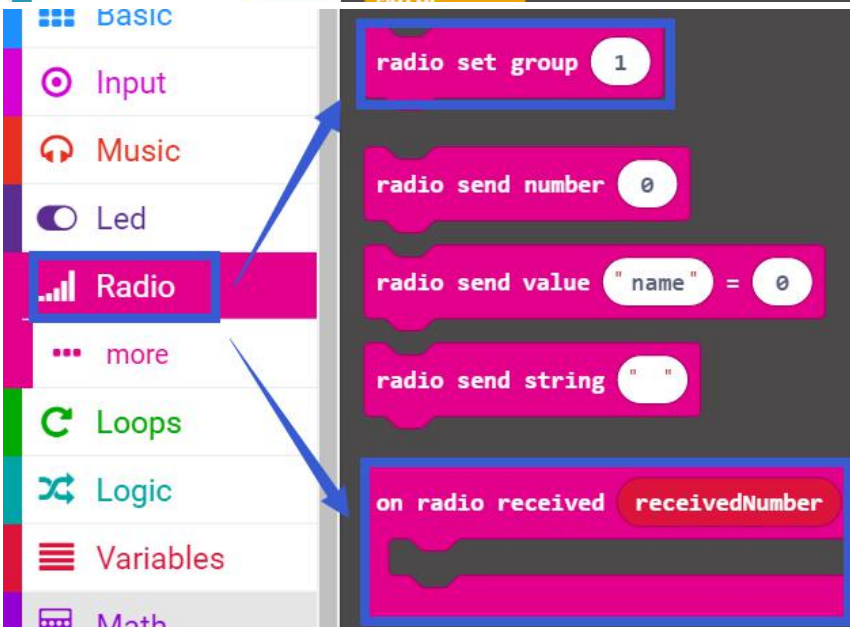 Basic
Input
Music
Led
Radio
more
Loops
Logic
Variables
Math
radio set group 1
radio send number 0
radio send value "name" = 0
radio send string " "
on radio received receivedNumber